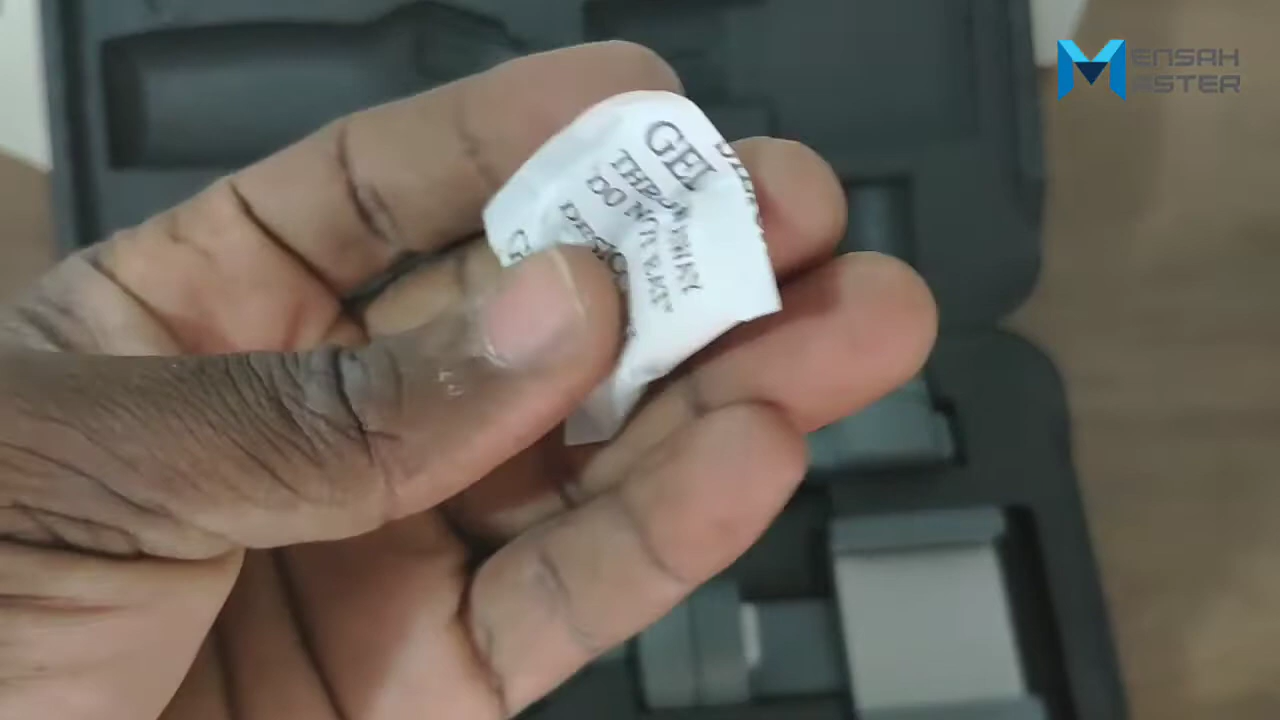 MENSAH
MASTER
GEL
THROW AWAY
DO NOT EAT